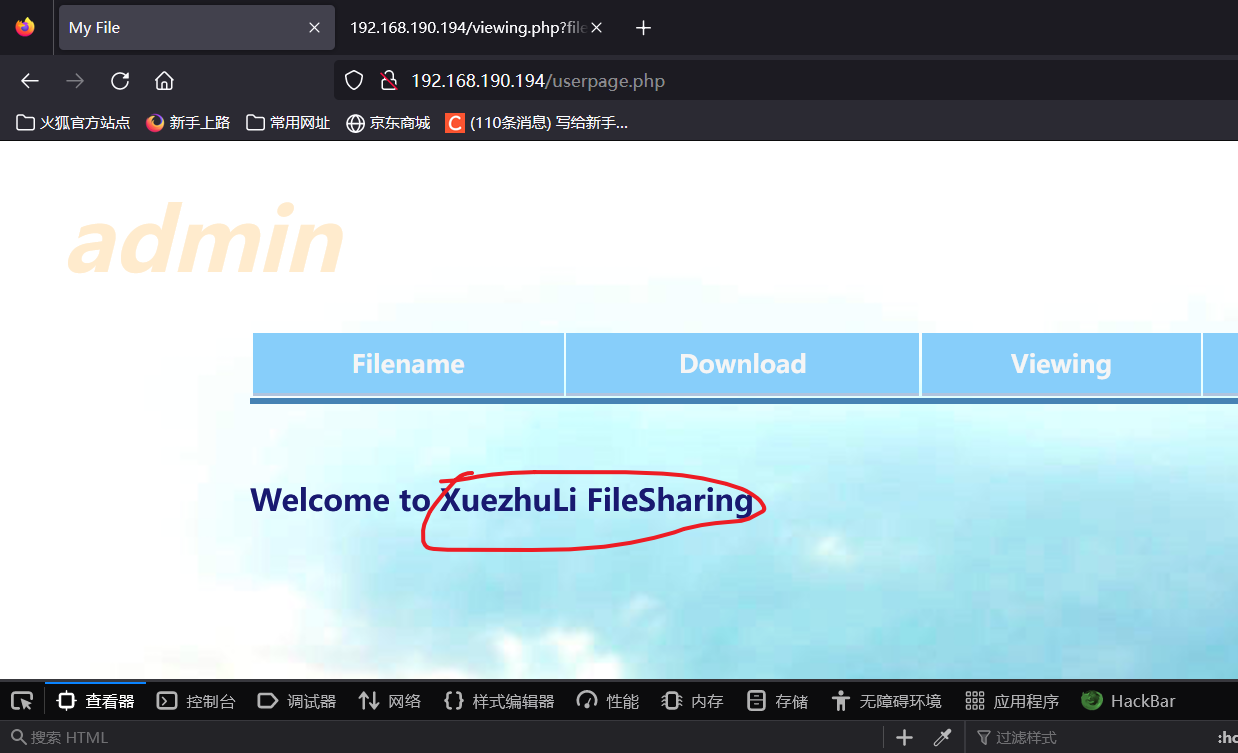 My File
192.168.190.194/viewing.php?file
192.168.190.194/userpage.php
火狐官方站点 新手上路 常用网址 京东商城 C (110条消息) 写给新手...
admin
Filename Download Viewing
Welcome to XuezhuLi FileSharing
查看器 控制台 调试器 网络 {} 样式编辑器 性能 内存 存储 无障碍环境 应用程序 HackBar
搜索 HTML + 过滤样式 :ho